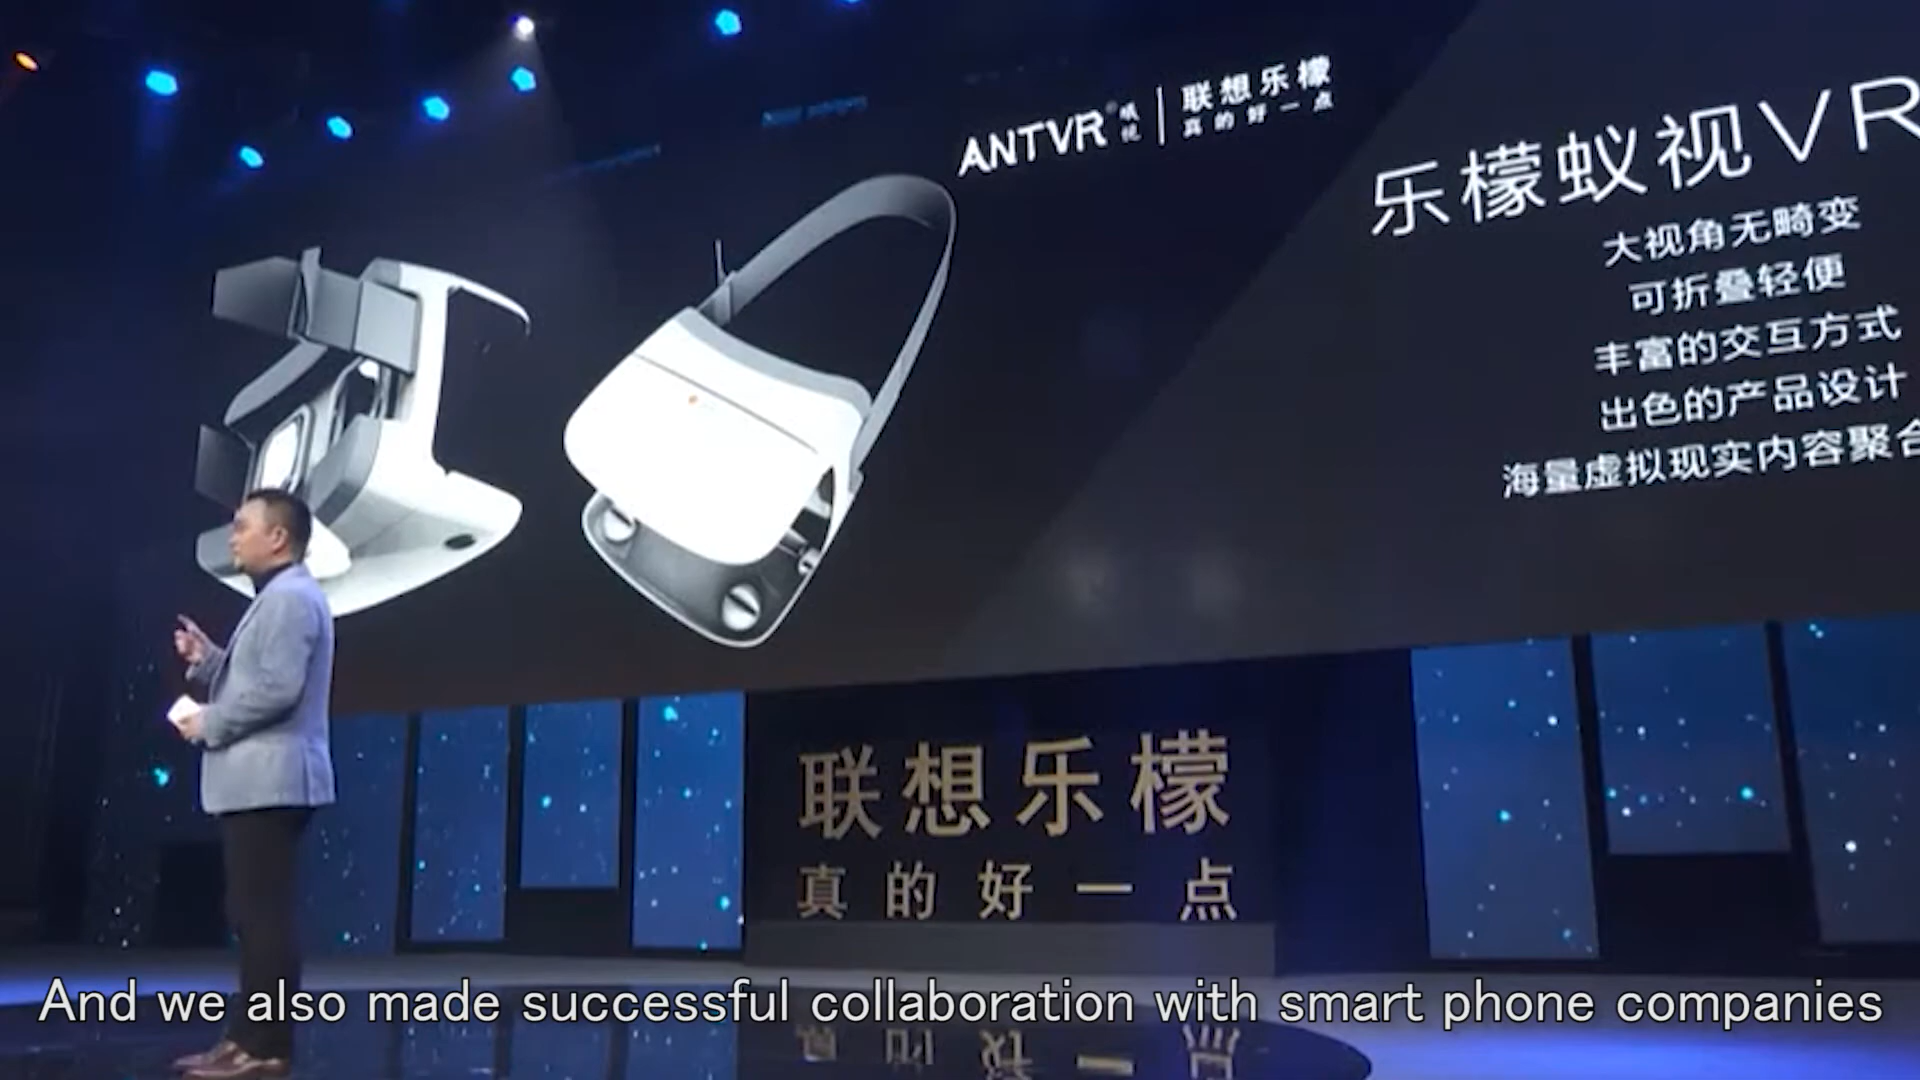 ANTVR 蚁视 | 联想乐檬
真的好一点
乐檬蚁视VR
大视角无畸变
可折叠轻便
丰富的交互方式
出色的产品设计
海量虚拟现实内容聚合
联想乐檬
真的好一点
And we also made successful collaboration with smart phone companies